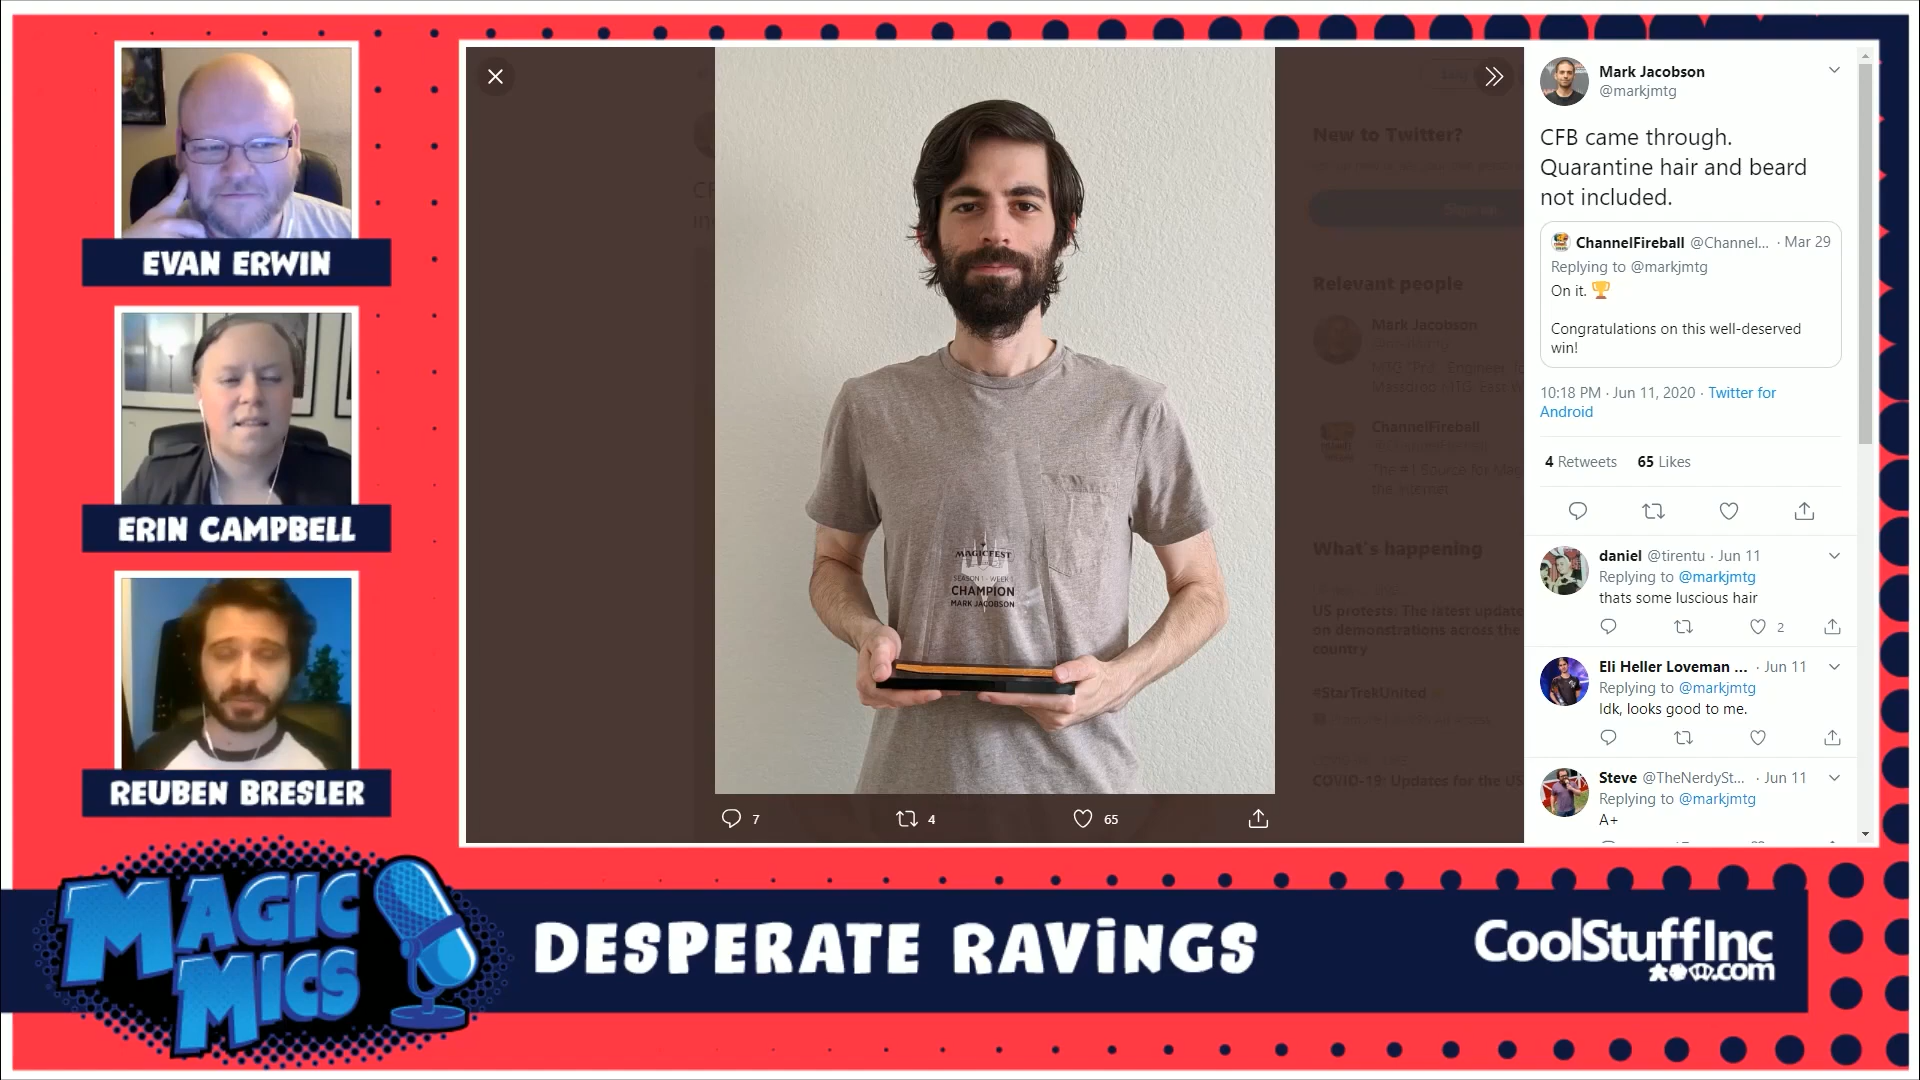 EVAN ERWIN
ERIN CAMPBELL
REUBEN BRESLER
New to Twitter?
Relevant people
Mark Jacobson
ChannelFireball
What's happening
US protests: The latest update
on demonstrations across the
country
#StarTrekUnited
COVID-19: Updates for the US
MAGICFEST
SEASON 1 - WEEK
CHAMPION
MARK JACOBSON
7
4
65
Mark Jacobson
@markjmtg
CFB came through.
Quarantine hair and beard
not included.
ChannelFireball @Channel... · Mar 29
Replying to @markjmtg
On it. 🏆
Congratulations on this well-deserved
win!
10:18 PM · Jun 11, 2020 · Twitter for
Android
4 Retweets 65 Likes
daniel @tirentu · Jun 11
Replying to @markjmtg
thats some luscious hair
2
Eli Heller Loveman ... · Jun 11
Replying to @markjmtg
Idk, looks good to me.
Steve @TheNerdySt... · Jun 11
Replying to @markjmtg
A+
MAGIC
MICS
DESPERATE RAVINGS
CoolStuffInc
.com